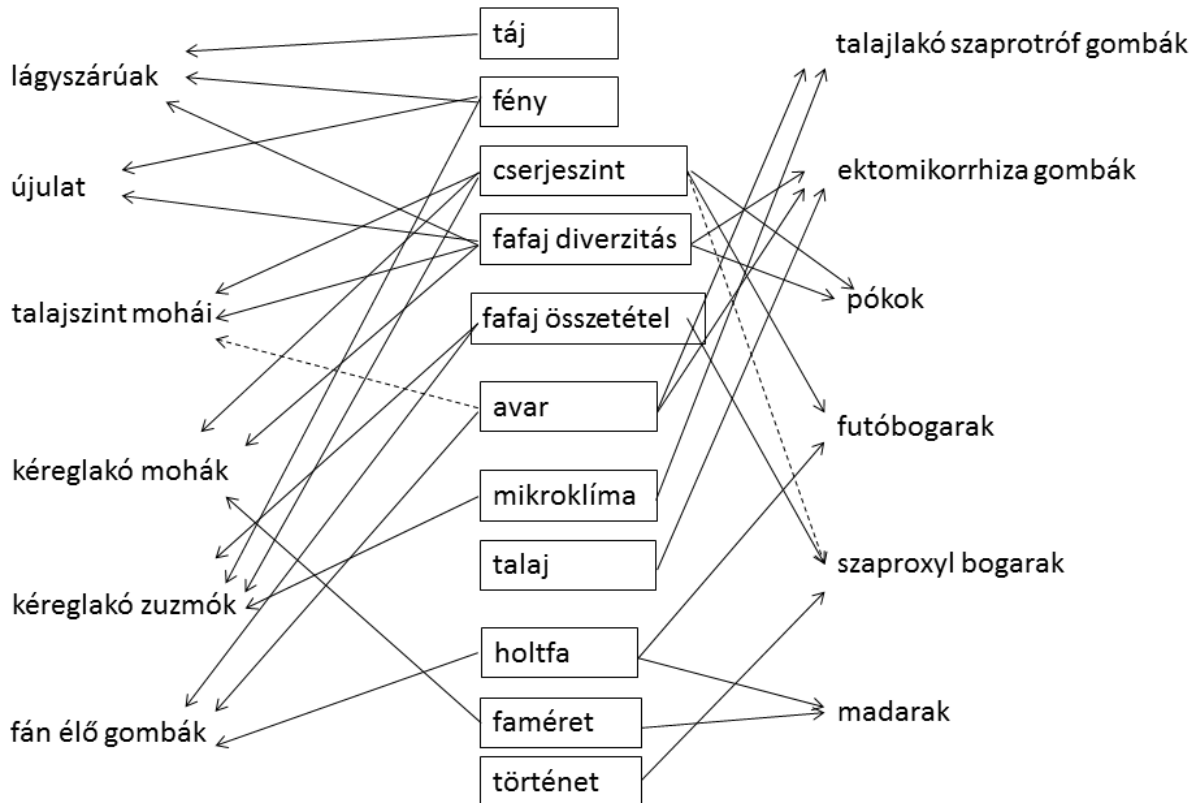 lágyszárúak
újulat
talajszint mohái
kéreglakó mohák
kéreglakó zuzmók
fán élő gombák
táj
fény
cserjeszint
fafaj diverzitás
fafaj összetétel
avar
mikroklíma
talaj
holtfa
faméret
történet
talajlakó szaprotróf gombák
ektomikorrhiza gombák
pókok
futóbogarak
szaproxyl bogarak
madarak